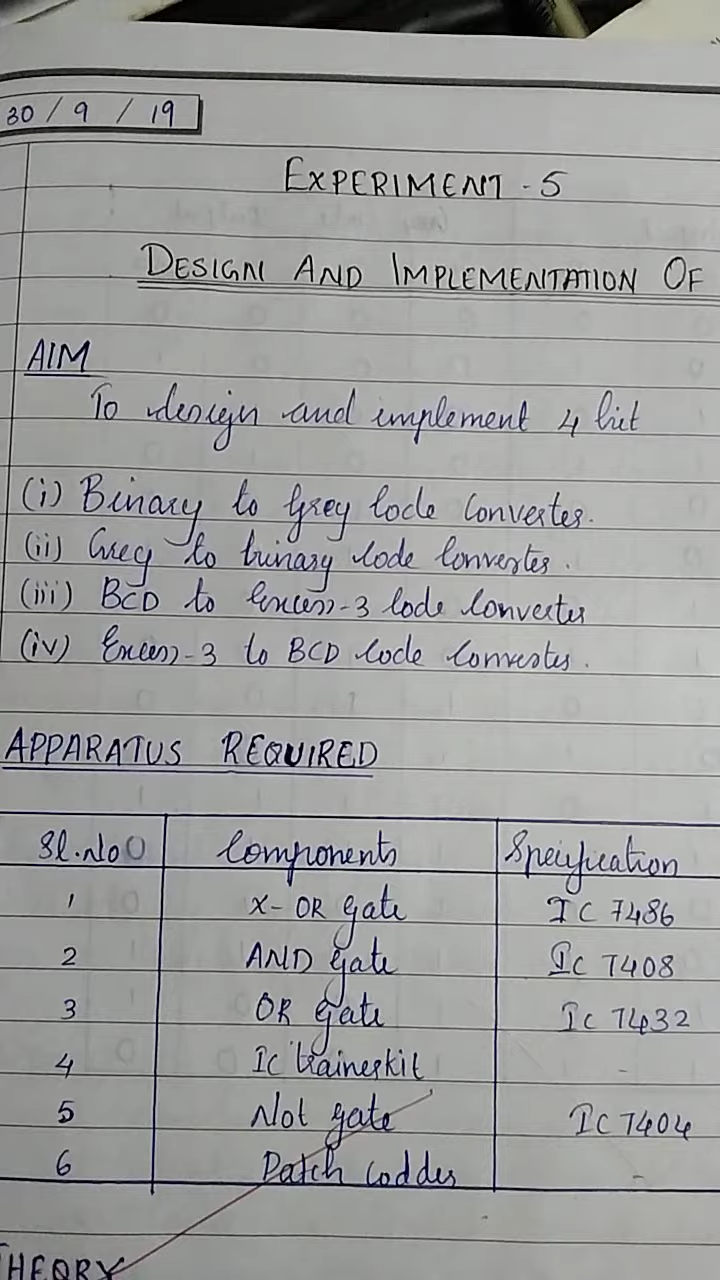 30 / 9 / 19
EXPERIMENT - 5
DESIGN AND IMPLEMENTATION OF
AIM
To design and implement 4 bit
(i) Binary to Grey Code Converter.
(ii) Grey to binary Code Converter.
(iii) BCD to Excess-3 Code Converter
(iv) Excess-3 to BCD Code Converter.
APPARATUS REQUIRED
Sl.No Components Specification
1 X-OR gate IC 7486
2 AND gate IC 7408
3 OR gate IC 7432
4 IC trainerkit -
5 Not gate IC 7404
6 Patch coddes -
THEORY